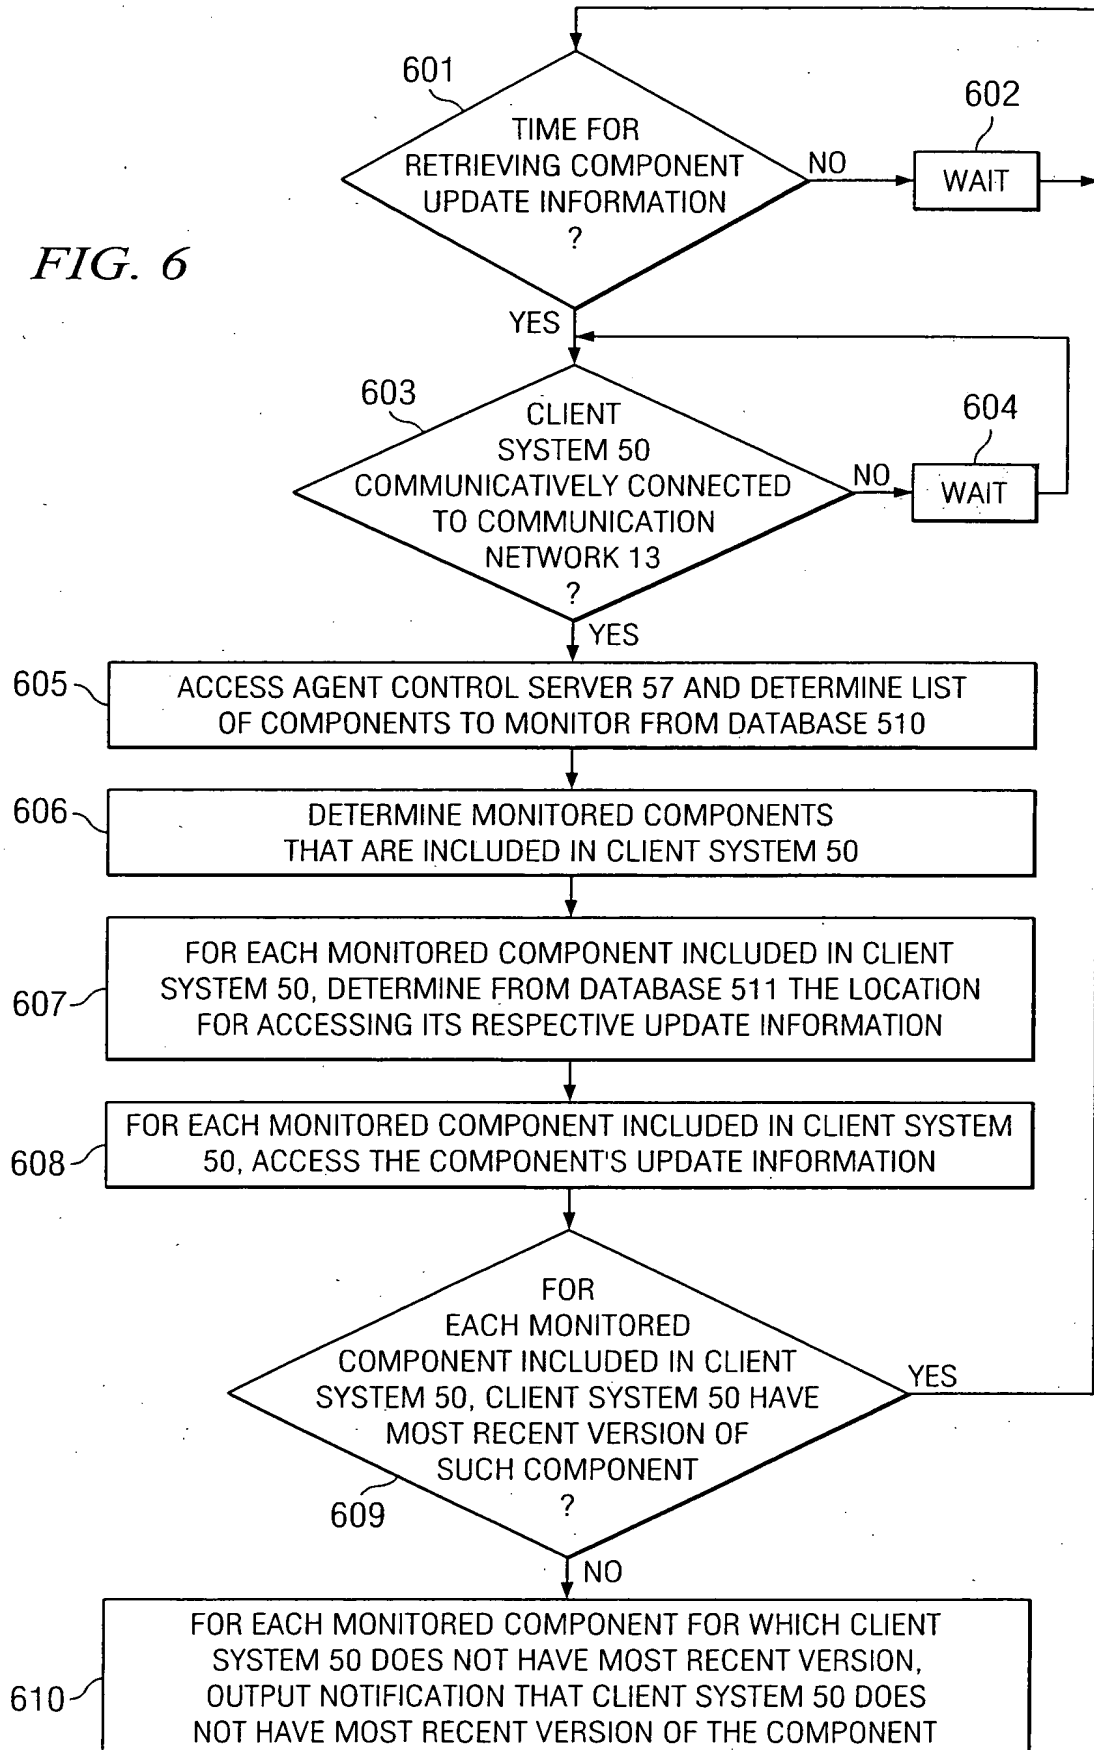 601
TIME FOR
RETRIEVING COMPONENT
UPDATE INFORMATION
?
NO
602
WAIT
FIG. 6
YES
603
CLIENT
SYSTEM 50
COMMUNICATIVELY CONNECTED
TO COMMUNICATION
NETWORK 13
?
NO
604
WAIT
YES
605
ACCESS AGENT CONTROL SERVER 57 AND DETERMINE LIST
OF COMPONENTS TO MONITOR FROM DATABASE 510
606
DETERMINE MONITORED COMPONENTS
THAT ARE INCLUDED IN CLIENT SYSTEM 50
607
FOR EACH MONITORED COMPONENT INCLUDED IN CLIENT
SYSTEM 50, DETERMINE FROM DATABASE 511 THE LOCATION
FOR ACCESSING ITS RESPECTIVE UPDATE INFORMATION
608
FOR EACH MONITORED COMPONENT INCLUDED IN CLIENT SYSTEM
50, ACCESS THE COMPONENT'S UPDATE INFORMATION
FOR
EACH MONITORED
COMPONENT INCLUDED IN CLIENT
SYSTEM 50, CLIENT SYSTEM 50 HAVE
MOST RECENT VERSION OF
SUCH COMPONENT
?
YES
609
NO
610
FOR EACH MONITORED COMPONENT FOR WHICH CLIENT
SYSTEM 50 DOES NOT HAVE MOST RECENT VERSION,
OUTPUT NOTIFICATION THAT CLIENT SYSTEM 50 DOES
NOT HAVE MOST RECENT VERSION OF THE COMPONENT